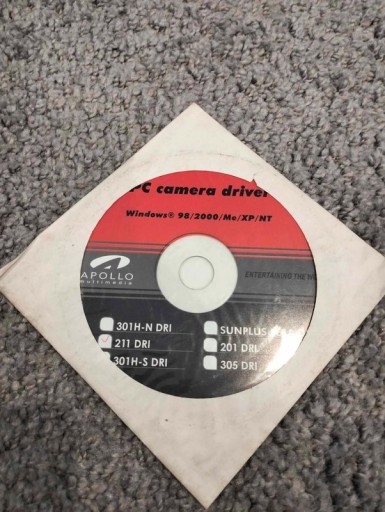 PC camera driver
Windows® 98/2000/Me/XP/NT
APOLLO
multimedia
ENTERTAINING THE
301H-N DRI
211 DRI
301H-S DRI
SUNPLUS
201 DRI
305 DRI